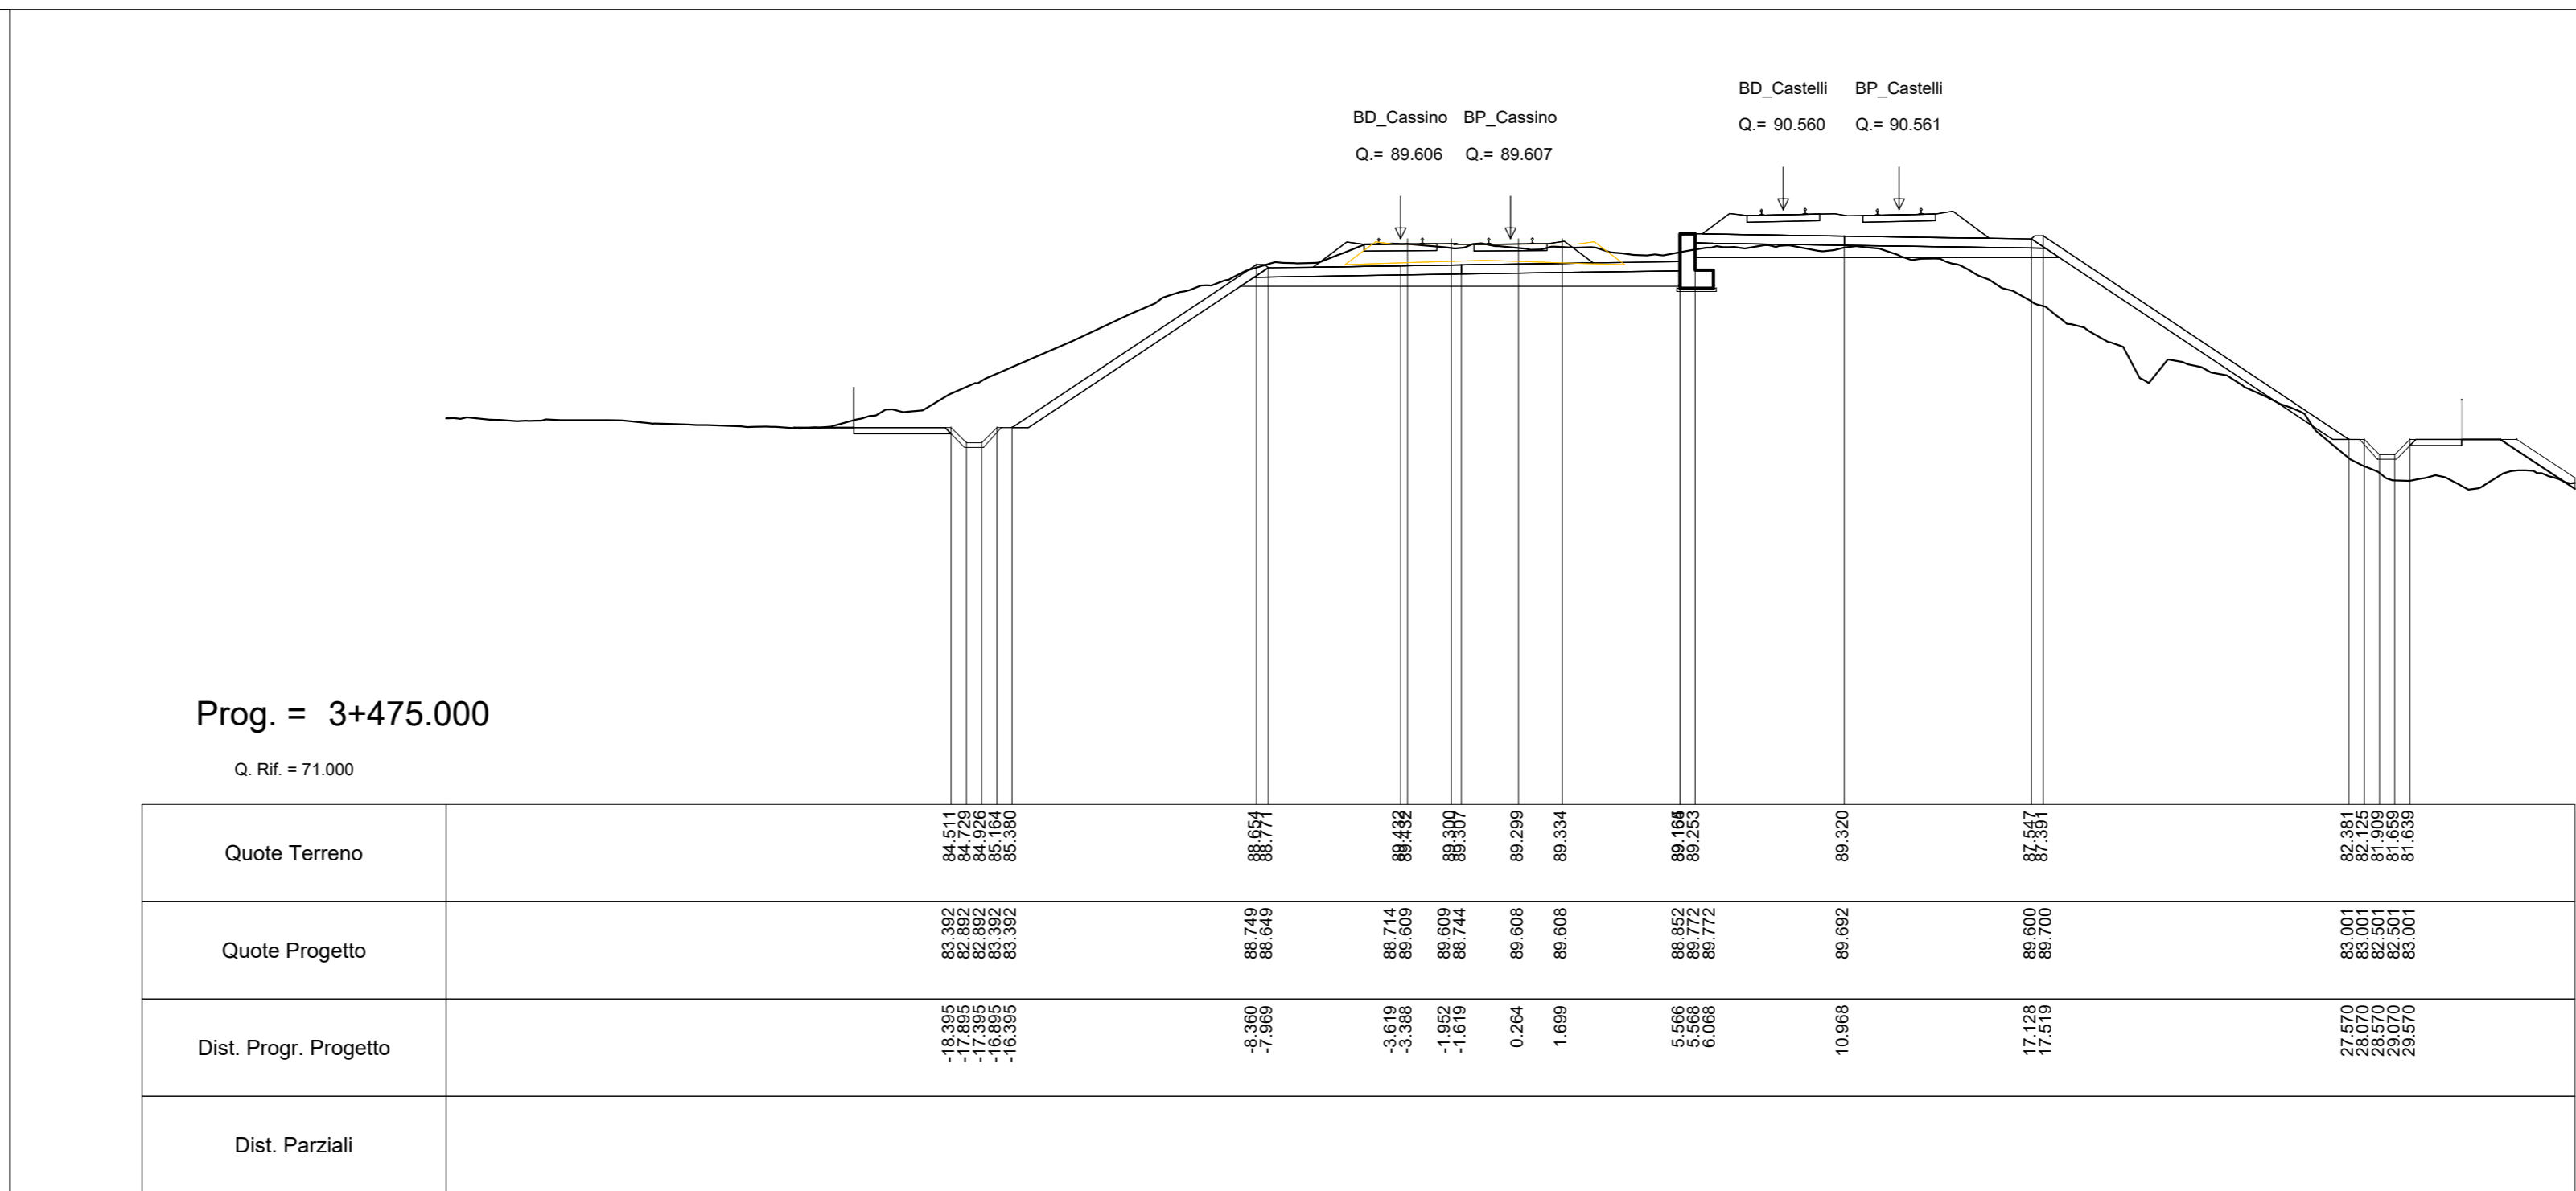 BD_Castelli BP_Castelli
Q.= 90.560 Q.= 90.561
BD_Cassino BP_Cassino
Q.= 89.606 Q.= 89.607
Prog. = 3+475.000
Q. Rif. = 71.000
Quote Terreno 84.511 84.729 84.926 85.164 85.380 88.654 88.771 89.432 89.432 89.300 89.307 89.299 89.334 89.253 89.320 87.547 87.391 82.381 82.125 81.909 81.659 81.639
Quote Progetto 83.392 82.892 82.892 83.392 83.392 88.749 88.649 88.714 89.609 89.609 88.744 89.608 89.608 88.852 89.772 89.772 89.692 89.600 89.700 83.001 83.001 82.501 82.501 83.001
Dist. Progr. Progetto -18.395 -17.895 -17.395 -16.895 -16.395 -8.360 -7.969 -3.619 -3.388 -1.952 -1.619 0.264 1.699 5.566 5.568 6.068 10.968 17.128 17.519 27.570 28.070 28.570 29.070 29.570
Dist. Parziali